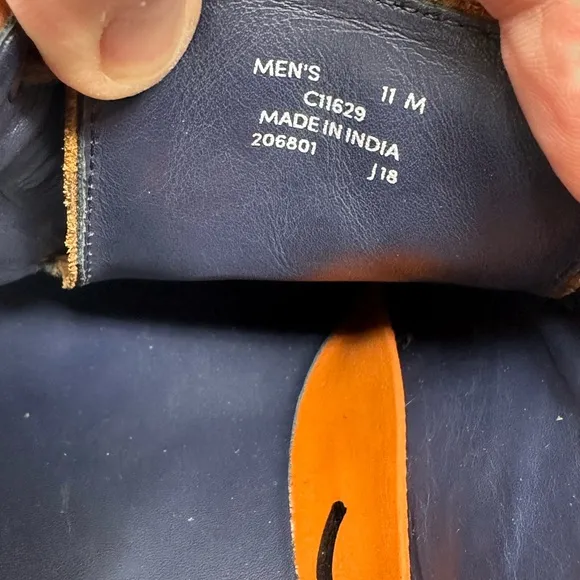 MEN'S 11 M
C11629
MADE IN INDIA
206801 J18